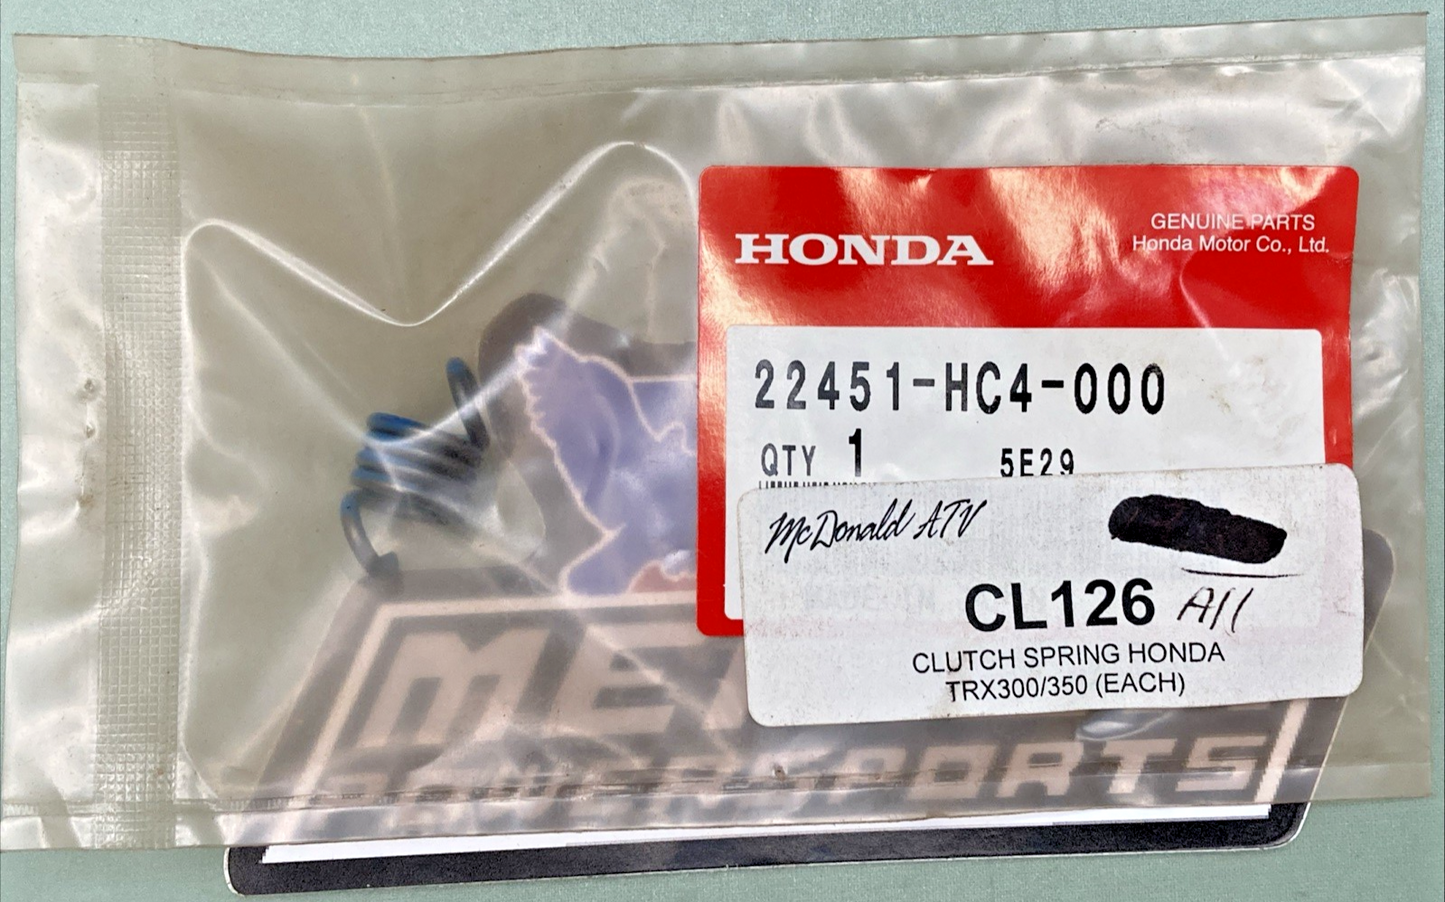 HONDA
GENUINE PARTS
Honda Motor Co., Ltd.
22451-HC4-000
QTY 1 5E29
McDonald ATV
CL126 All
CLUTCH SPRING HONDA
TRX300/350 (EACH)